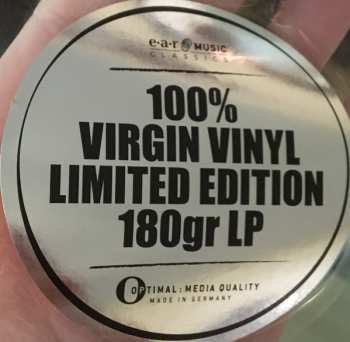 e·a·r MUSIC
CLASSICS
100%
VIRGIN VINYL
LIMITED EDITION
180gr LP
OPTIMAL: MEDIA QUALITY
MADE IN GERMANY